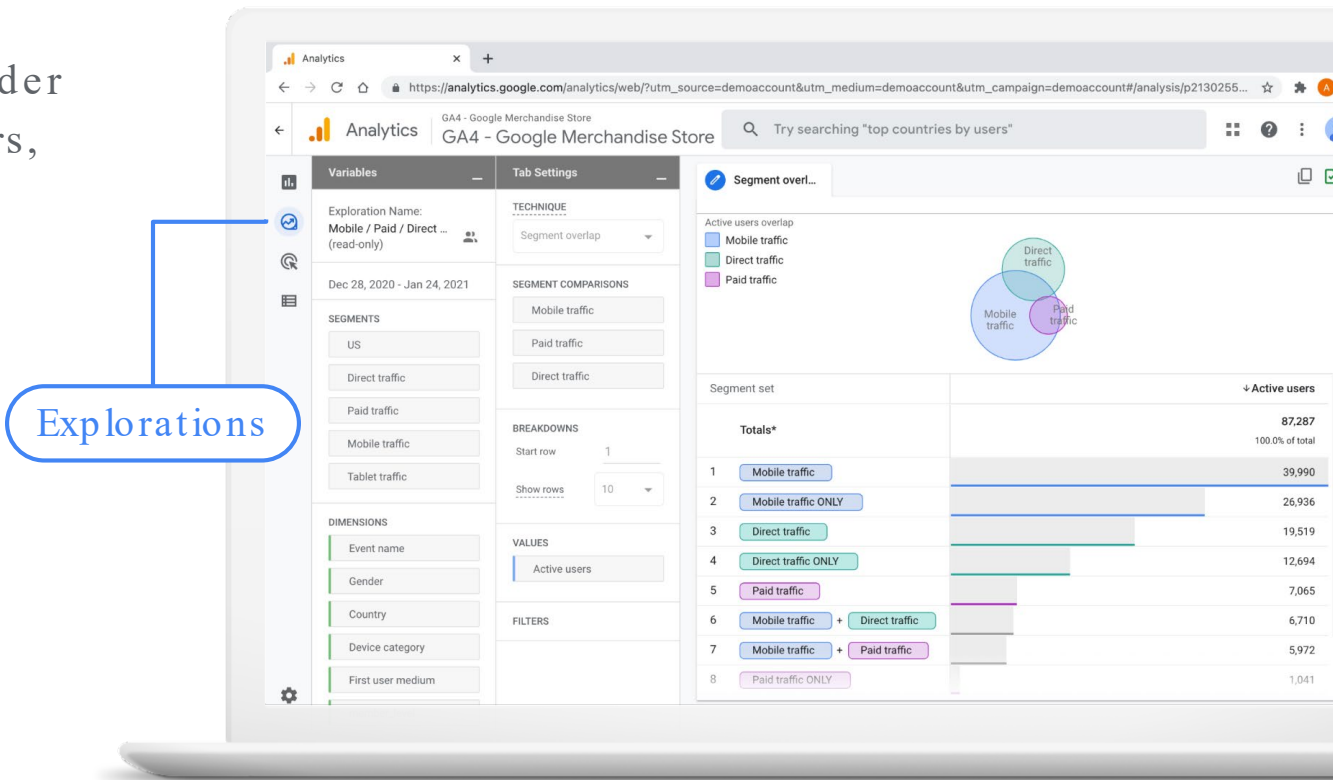 der
rs,
Explorations
Analytics
https://analytics.google.com/analytics/web/?utm_source=demoaccount&utm_medium=demoaccount&utm_campaign=demoaccount#/analysis/p2130255...
A
Analytics
GA4 - Google Merchandise Store
GA4 - Google Merchandise Store
Try searching "top countries by users"
Variables
Exploration Name:
Mobile / Paid / Direct ...
(read-only)
Dec 28, 2020 - Jan 24, 2021
SEGMENTS
US
Direct traffic
Paid traffic
Mobile traffic
Tablet traffic
DIMENSIONS
Event name
Gender
Country
Device category
First user medium
Tab Settings
TECHNIQUE
Segment overlap
SEGMENT COMPARISONS
Mobile traffic
Paid traffic
Direct traffic
BREAKDOWNS
Start row 1
Show rows 10
VALUES
Active users
FILTERS
Segment overl...
Active users overlap
Mobile traffic
Direct traffic
Paid traffic
Direct
traffic
Mobile
traffic
Paid
traffic
Segment set ↓Active users
Totals* 87,287
100.0% of total
1 Mobile traffic 39,990
2 Mobile traffic ONLY 26,936
3 Direct traffic 19,519
4 Direct traffic ONLY 12,694
5 Paid traffic 7,065
6 Mobile traffic + Direct traffic 6,710
7 Mobile traffic + Paid traffic 5,972
8 Paid traffic ONLY 1,041